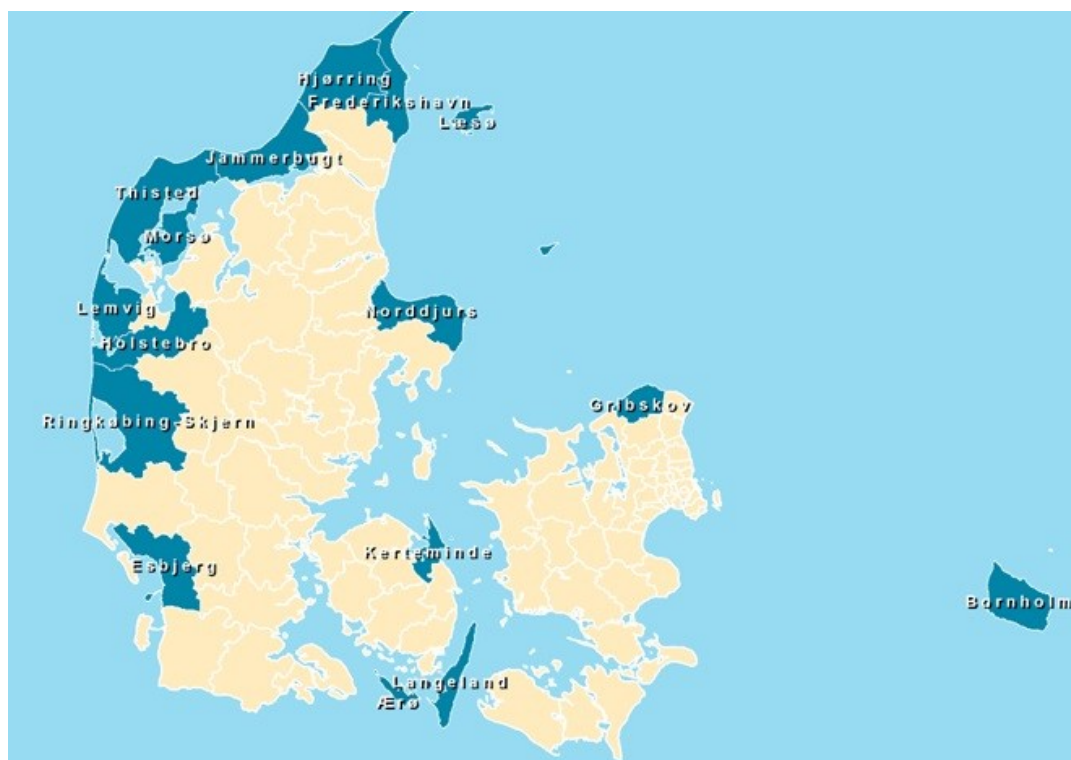 Hjørring
Frederikshavn
Læsø
Jammerbugt
Thisted
Morsø
Lemvig
Norddjurs
Holstebro
Gribskov
Ringkøbing-Skjern
Kerteminde
Esbjerg
Bornholm
Langeland
Ærø